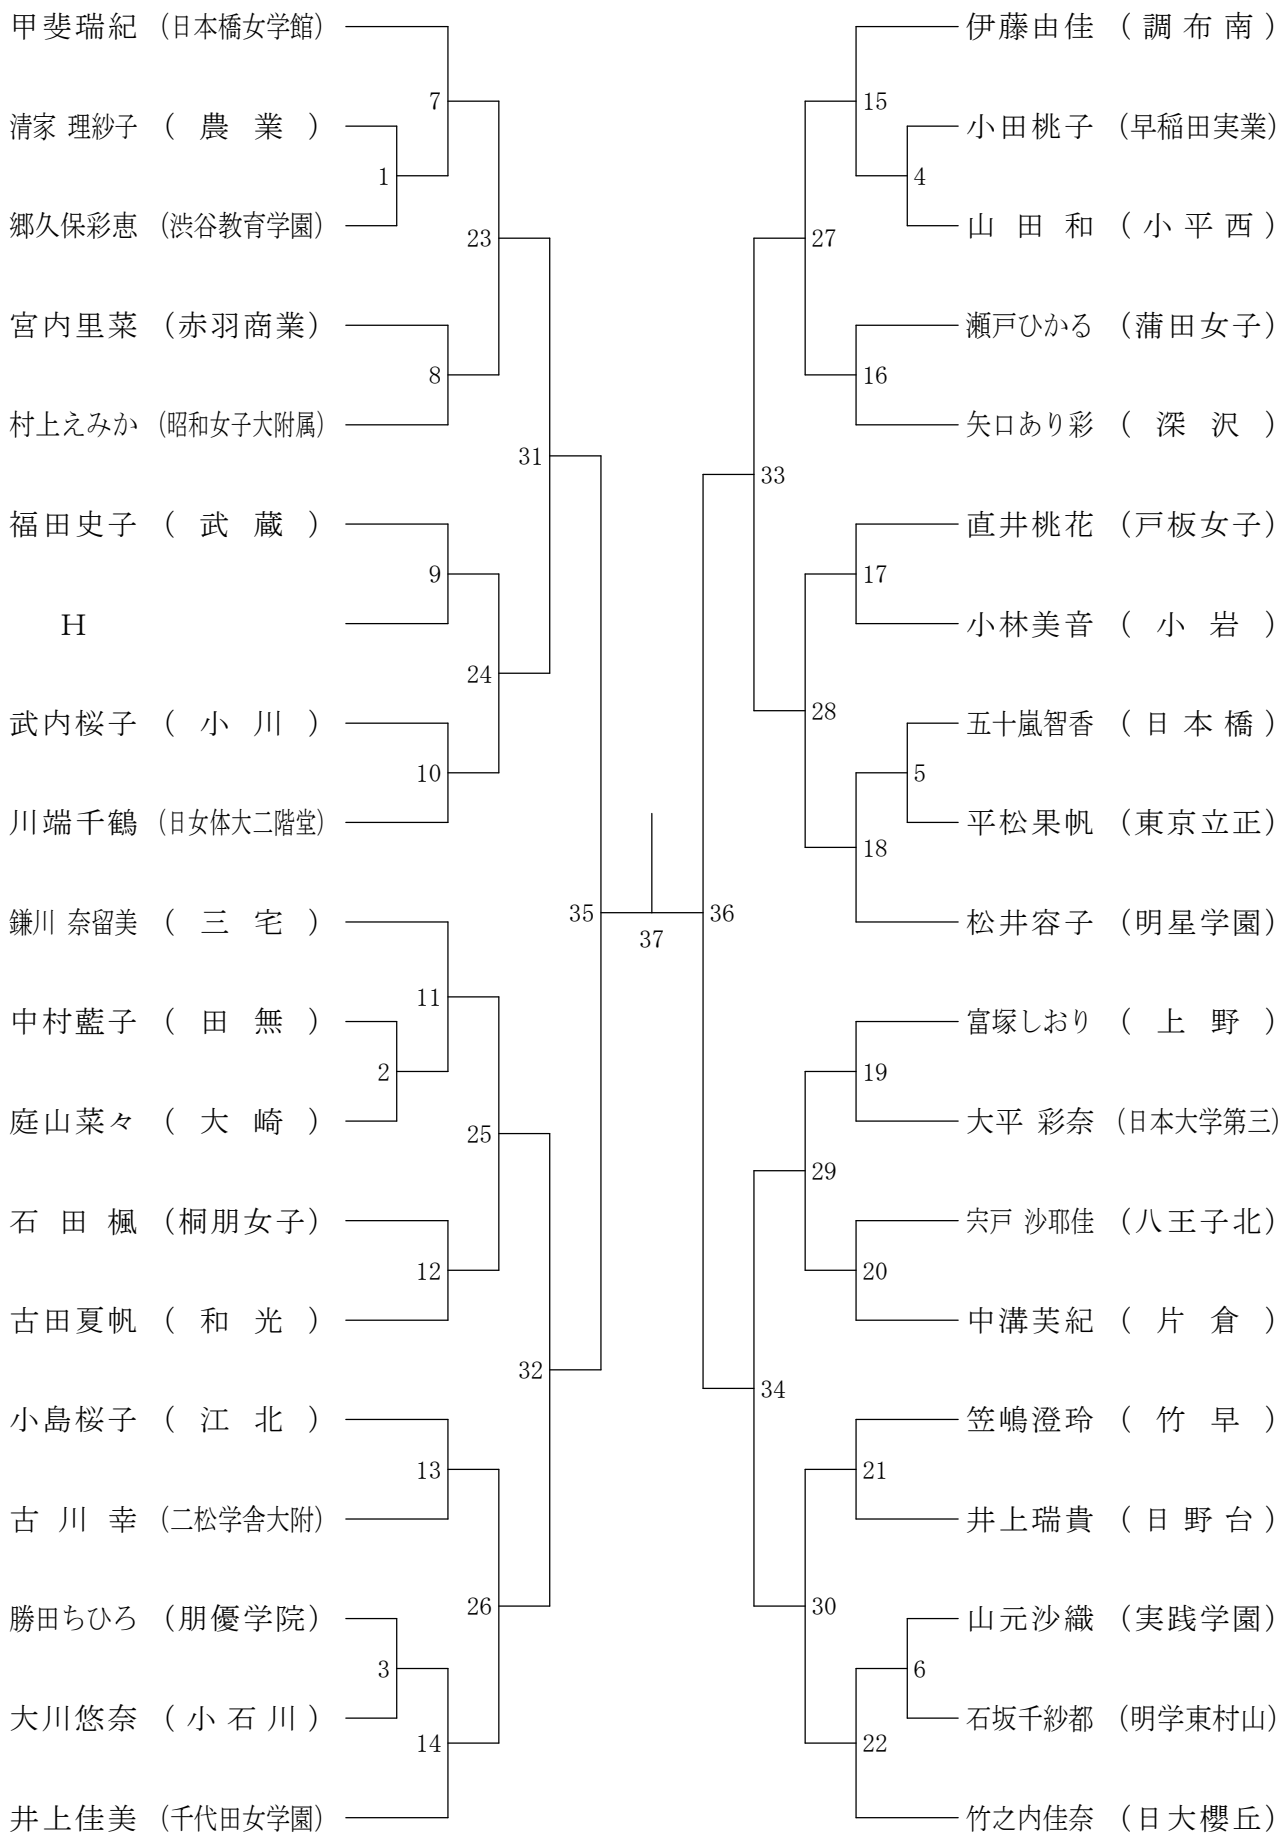 甲斐瑞紀 (日本橋女学館)
清家 理紗子 ( 農 業 )
郷久保彩恵 (渋谷教育学園)
宮内里菜 (赤羽商業)
村上えみか (昭和女子大附属)
福田史子 ( 武 蔵 )
H
武内桜子 ( 小 川 )
川端千鶴 (日女体大二階堂)
鎌川 奈留美 ( 三 宅 )
中村藍子 ( 田 無 )
庭山菜々 ( 大 崎 )
石 田 楓 (桐朋女子)
古田夏帆 ( 和 光 )
小島桜子 ( 江 北 )
古 川 幸 (二松学舎大附)
勝田ちひろ (朋優学院)
大川悠奈 ( 小 石 川 )
井上佳美 (千代田女学園)
1
2
3
7
8
9
10
11
12
13
14
23
24
25
26
31
32
35
37
36
33
34
27
28
29
30
15
16
17
18
19
20
21
22
4
5
6
伊藤由佳 ( 調 布 南 )
小田桃子 (早稲田実業)
山 田 和 ( 小 平 西 )
瀬戸ひかる (蒲田女子)
矢口あり彩 ( 深 沢 )
直井桃花 (戸板女子)
小林美音 ( 小 岩 )
五十嵐智香 ( 日 本 橋 )
平松果帆 (東京立正)
松井容子 (明星学園)
富塚しおり ( 上 野 )
大平 彩奈 (日本大学第三)
宍戸 沙耶佳 (八王子北)
中溝芙紀 ( 片 倉 )
笠嶋澄玲 ( 竹 早 )
井上瑞貴 ( 日 野 台 )
山元沙織 (実践学園)
石坂千紗都 (明学東村山)
竹之内佳奈 (日大櫻丘)